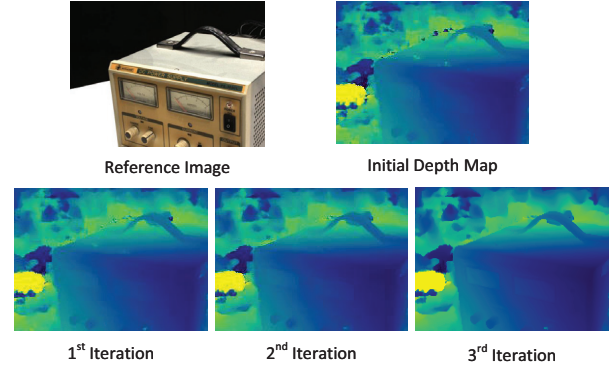 Reference Image
Initial Depth Map
1st Iteration
2nd Iteration
3rd Iteration